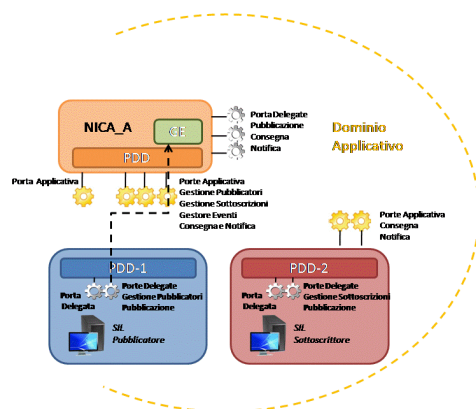 NICA_A
GE
PDD
Porta Delegate
Pubblicazione
Consegna
Notifica
Dominio
Applicativo
Porta Applicativa
Porte Applicativa
Gestione Pubblicatori
Gestione Sottoscrizioni
Gestore Eventi
Consegna e Notifica
Porte Applicativa
Consegna
Notifica
PDD-1
Porta
Delegata
Porte Delegate
Gestione Pubblicatori
Pubblicazione
SIL
Pubblicatore
PDD-2
Porta
Delegata
Porte Delegate
Gestione Sottoscrizioni
Pubblicazione
SIL
Sottoscrittore